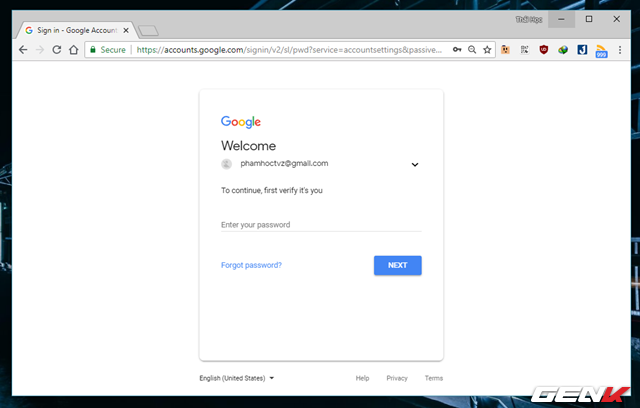 Thái Học
Sign in - Google Account
Secure
https://accounts.google.com/signin/v2/sl/pwd?service=accountsettings&passive...
999
Google
Welcome
phamhoctvz@gmail.com
To continue, first verify it's you
Enter your password
Forgot password?
NEXT
English (United States)
Help
Privacy
Terms
GENK